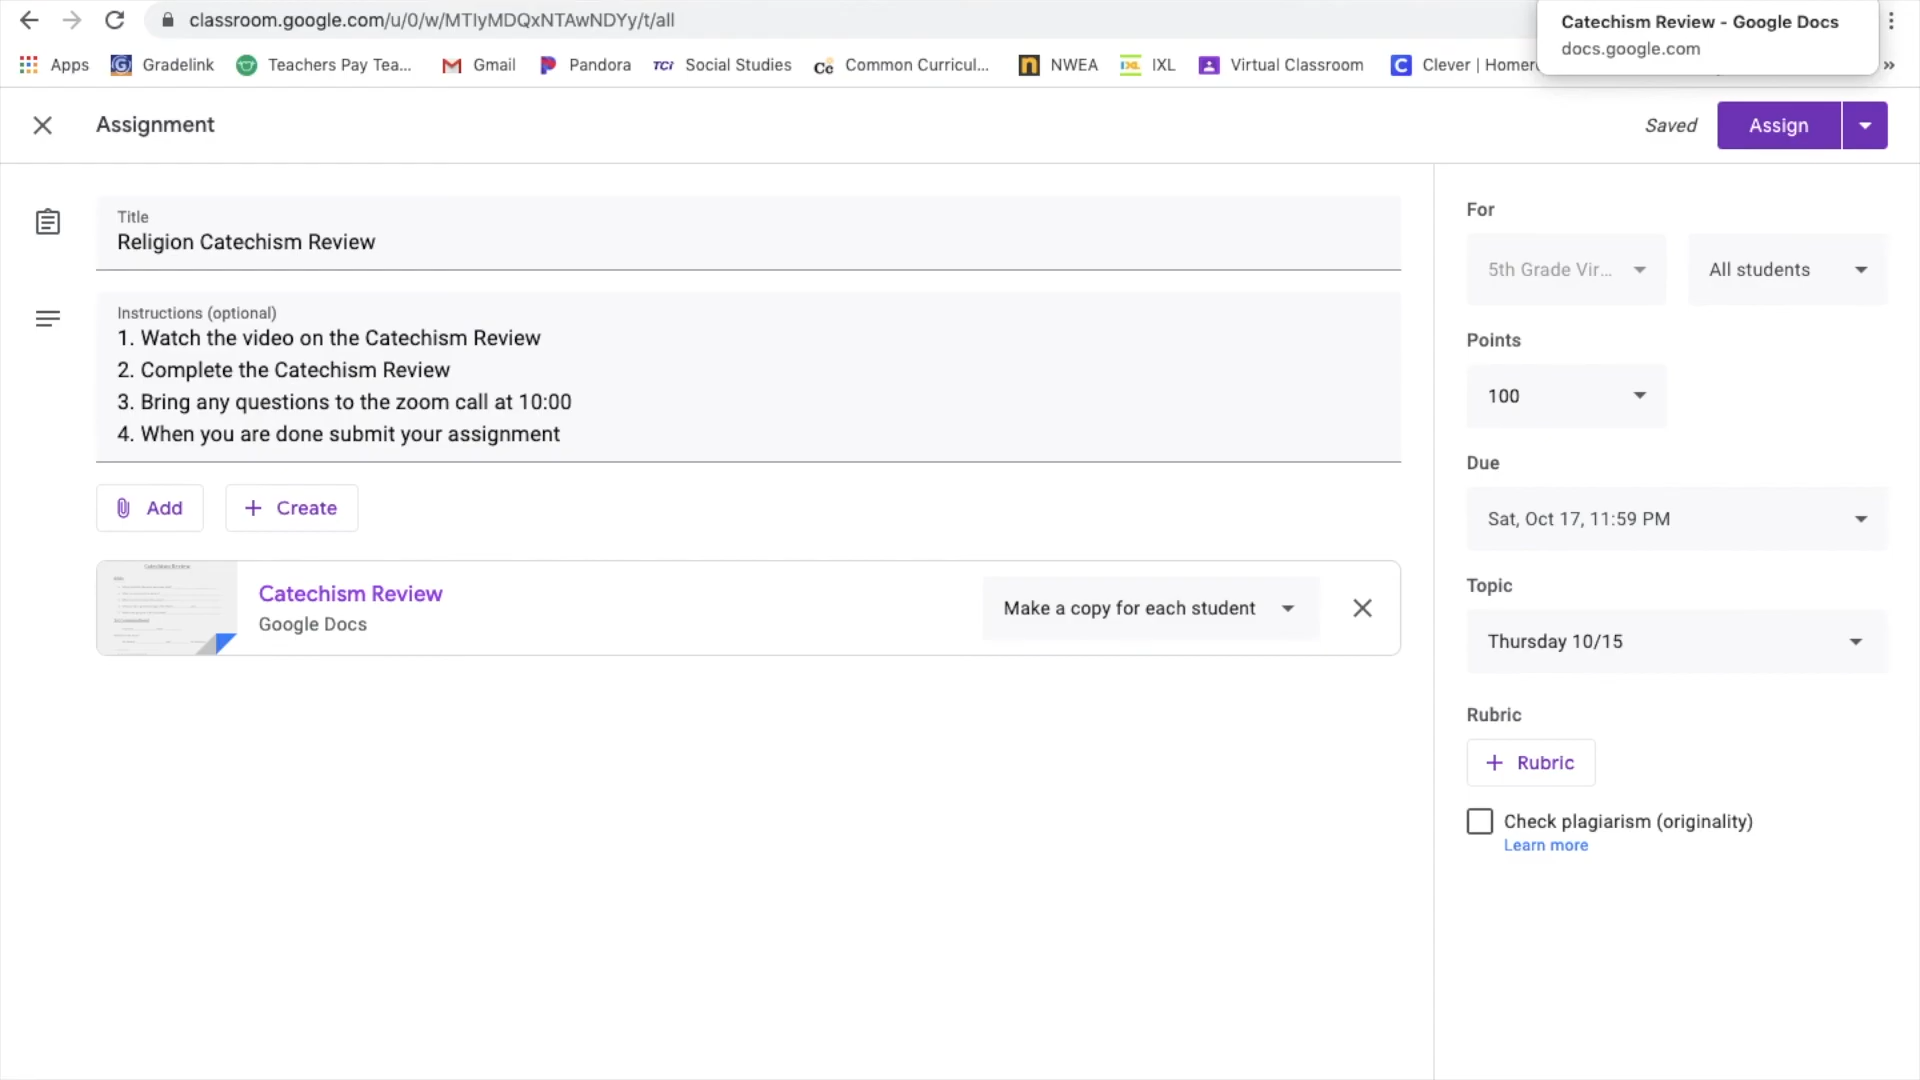 classroom.google.com/u/0/w/MTIyMDQxNTAwNDYy/t/all
Catechism Review - Google Docs
docs.google.com
Apps Gradelink Teachers Pay Tea... Gmail Pandora TCi Social Studies Cc Common Curricul... NWEA IXL Virtual Classroom Clever | Homer »
Assignment
Saved
Assign
Title
Religion Catechism Review
Instructions (optional)
1. Watch the video on the Catechism Review
2. Complete the Catechism Review
3. Bring any questions to the zoom call at 10:00
4. When you are done submit your assignment
Add
+ Create
Catechism Review
Catechism Review
Google Docs
Make a copy for each student
For
5th Grade Vir...
All students
Points
100
Due
Sat, Oct 17, 11:59 PM
Topic
Thursday 10/15
Rubric
+ Rubric
Check plagiarism (originality)
Learn more